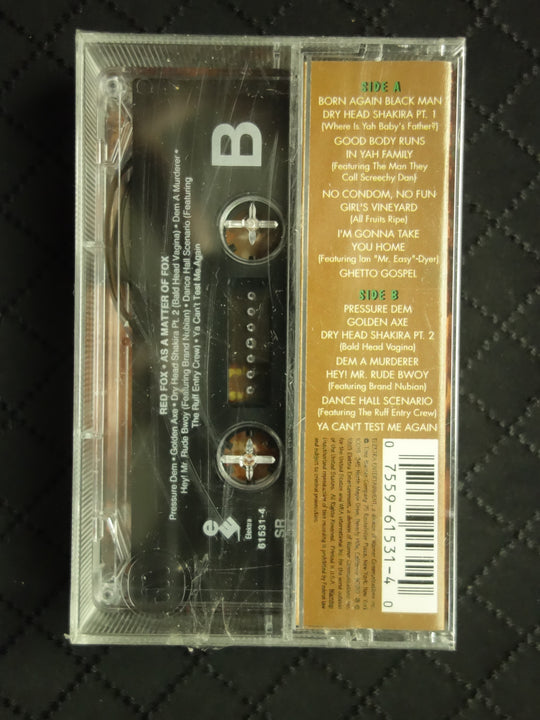 SIDE A
BORN AGAIN BLACK MAN
DRY HEAD SHAKIRA PT. 1
(Where Is Yah Baby's Father?)
GOOD BODY RUNS
IN YAH FAMILY
(Featuring The Man They
Call Screechy Dan)
NO CONDOM, NO FUN
GIRL'S VINEYARD
(All Fruits Ripe)
I'M GONNA TAKE
YOU HOME
(Featuring Ian "Mr. Easy"-Dyer)
GHETTO GOSPEL
SIDE B
PRESSURE DEM
GOLDEN AXE
DRY HEAD SHAKIRA PT. 2
(Bald Head Vagina)
DEM A MURDERER
HEY! MR. RUDE BWOY
(Featuring Brand Nubian)
DANCE HALL SCENARIO
(Featuring The Ruff Entry Crew)
YA CAN'T TEST ME AGAIN
0 7559-61531-4 0
B
RED FOX • AS A MATTER OF FOX
Pressure Dem • Golden Axe • Dry Head Shakira Pt. 2 (Bald Head Vagina) • Dem A Murderer •
Hey! Mr. Rude Bwoy (Featuring Brand Nubian) • Dance Hall Scenario (Featuring
The Ruff Entry Crew) • Ya Can't Test Me Again
e
Elektra
61531-4
SR